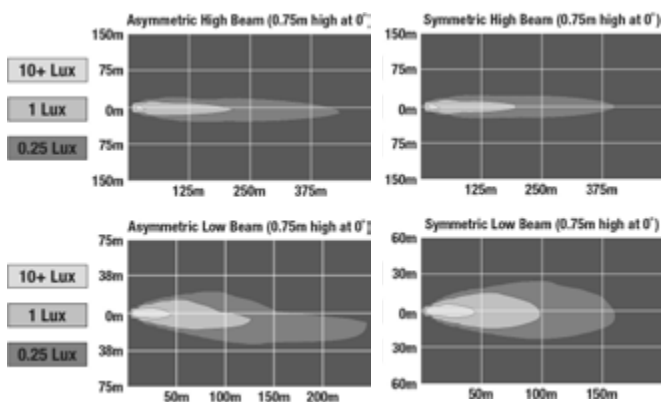 Asymmetric High Beam (0.75m high at 0°)
150m
75m
0m
75m
150m
125m 250m 375m
Symmetric High Beam (0.75m high at 0°)
150m
75m
0m
75m
150m
125m 250m 375m
10+ Lux
1 Lux
0.25 Lux
Asymmetric Low Beam (0.75m high at 0°)
75m
38m
0m
38m
75m
50m 100m 150m 200m
Symmetric Low Beam (0.75m high at 0°)
60m
30m
0m
30m
60m
50m 100m 150m
10+ Lux
1 Lux
0.25 Lux